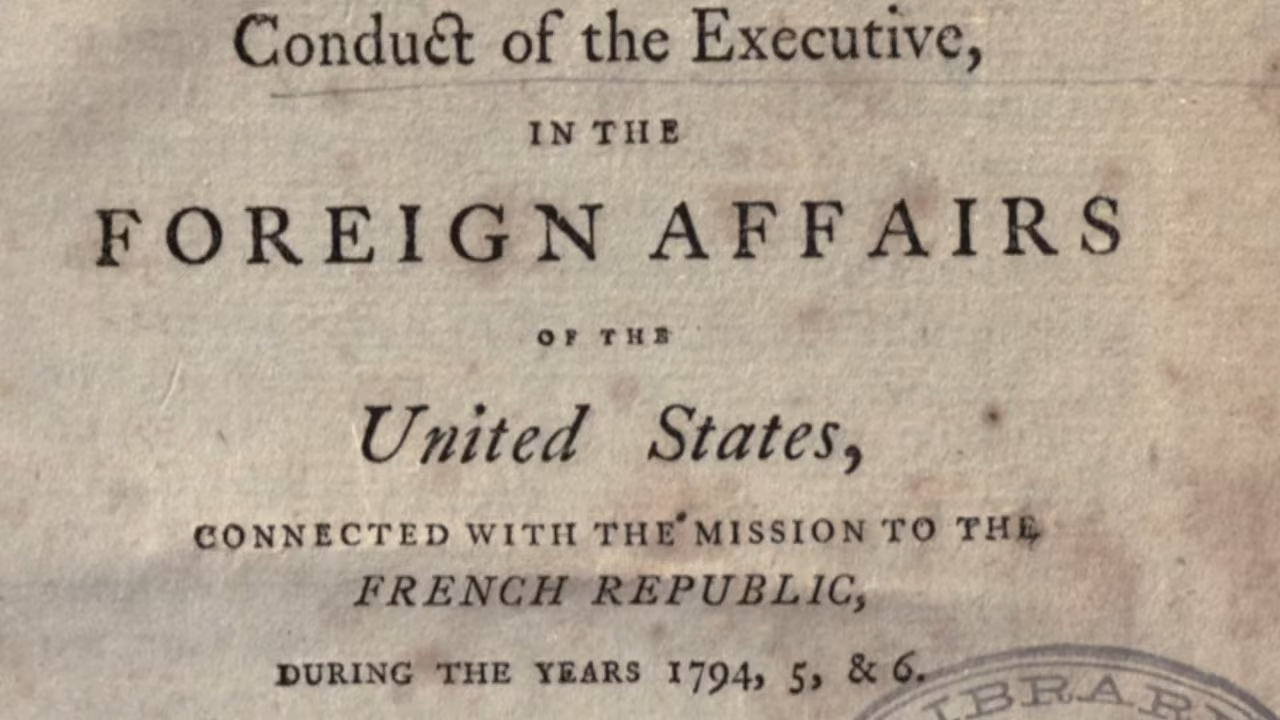 Conduct of the Executive,
IN THE
FOREIGN AFFAIRS
OF THE
United States,
CONNECTED WITH THE MISSION TO THE
FRENCH REPUBLIC,
DURING THE YEARS 1794, 5, & 6.
LIBRARY